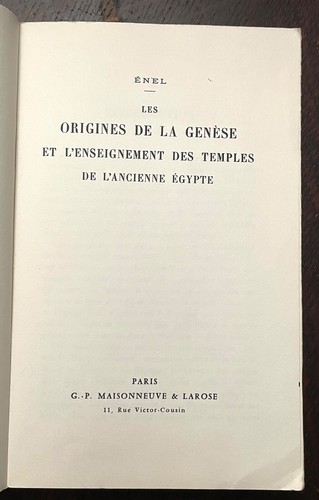 ÉNEL
LES
ORIGINES DE LA GENÈSE
ET L'ENSEIGNEMENT DES TEMPLES
DE L'ANCIENNE ÉGYPTE
PARIS
G.-P. MAISONNEUVE & LAROSE
11, Rue Victor-Cousin